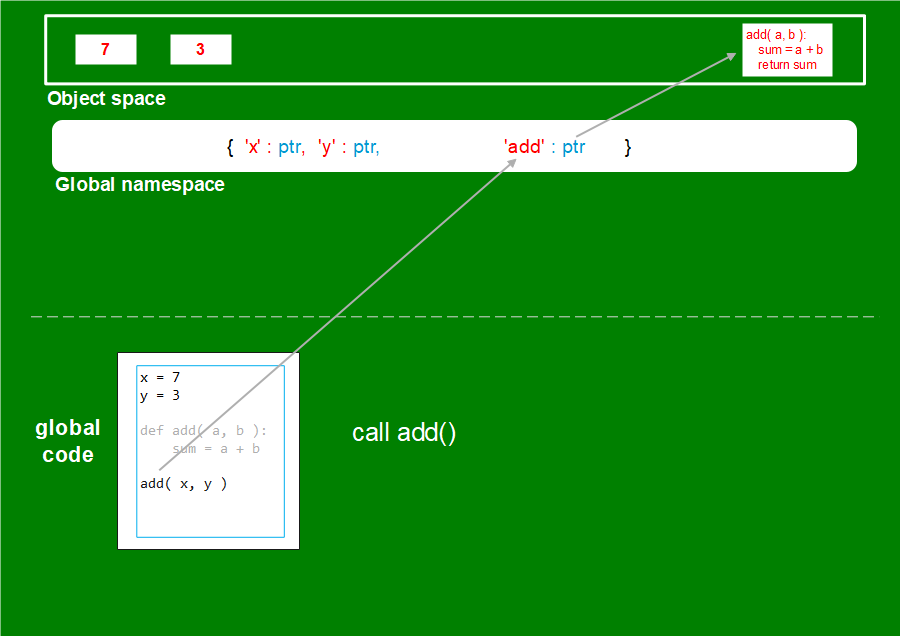 7 3
add( a, b ):
sum = a + b
return sum
Object space
{ 'x' : ptr, 'y' : ptr, 'add' : ptr }
Global namespace
global
code
x = 7
y = 3
def add( a, b ):
sum = a + b
add( x, y )
call add()